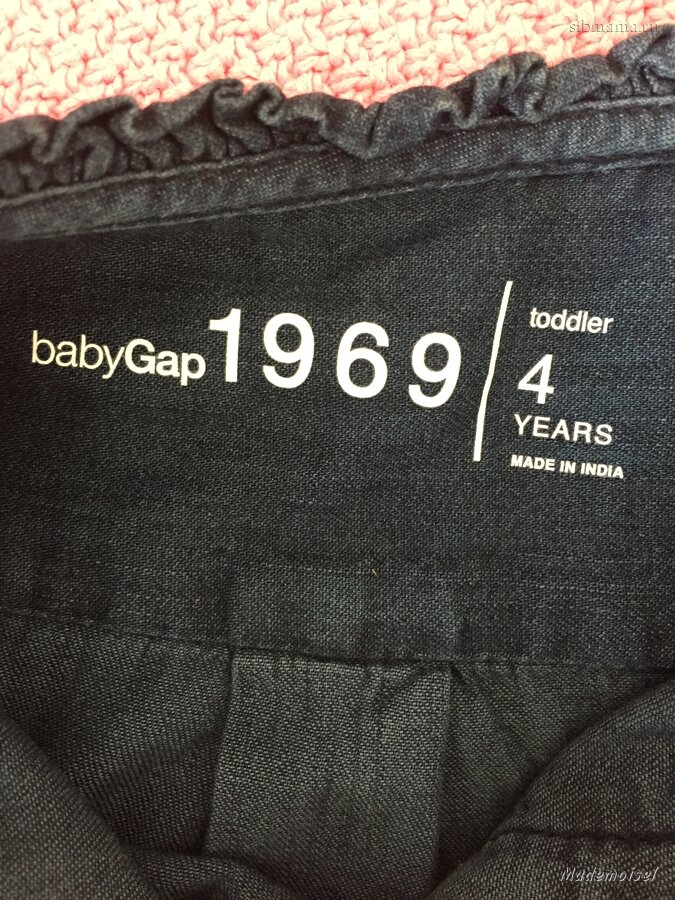 sibmama.ru
babyGap 1969
toddler
4
YEARS
MADE IN INDIA
Mademoisel